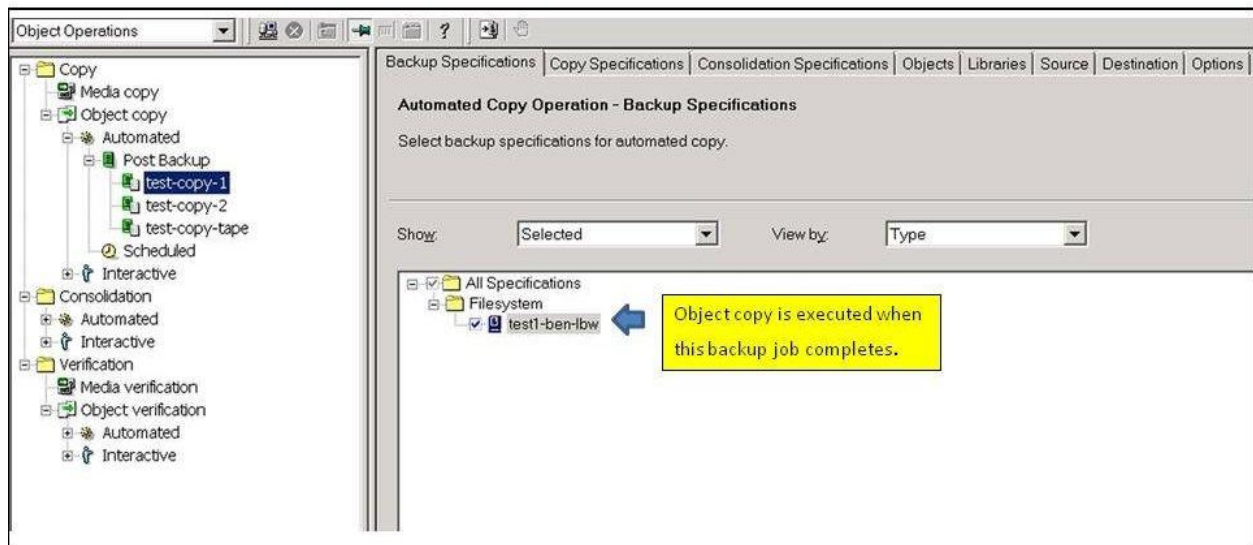 Object Operations
Copy
Media copy
Object copy
Automated
Post Backup
test-copy-1
test-copy-2
test-copy-tape
Scheduled
Interactive
Consolidation
Automated
Interactive
Verification
Media verification
Object verification
Automated
Interactive
Backup Specifications Copy Specifications Consolidation Specifications Objects Libraries Source Destination Options
Automated Copy Operation - Backup Specifications
Select backup specifications for automated copy.
Show: Selected View by: Type
All Specifications
Filesystem
test1-ben-lbw
Object copy is executed when
this backup job completes.